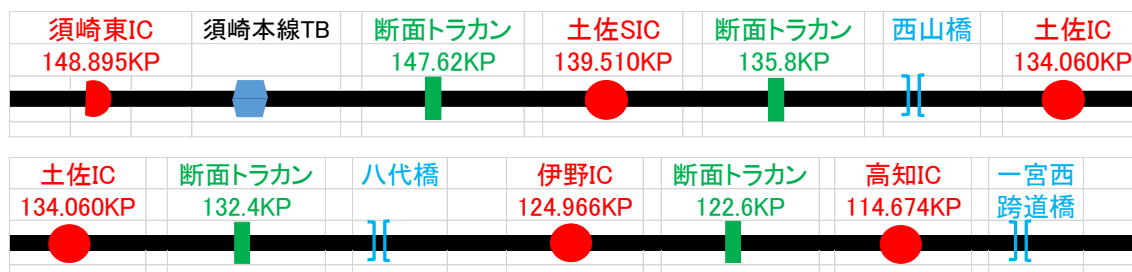 須崎東IC 須崎本線TB 断面トラカン 土佐SIC 断面トラカン 西山橋 土佐IC
148.895KP 147.62KP 139.510KP 135.8KP 134.060KP
土佐IC 断面トラカン 八代橋 伊野IC 断面トラカン 高知IC 一宮西
134.060KP 132.4KP 124.966KP 122.6KP 114.674KP 跨道橋